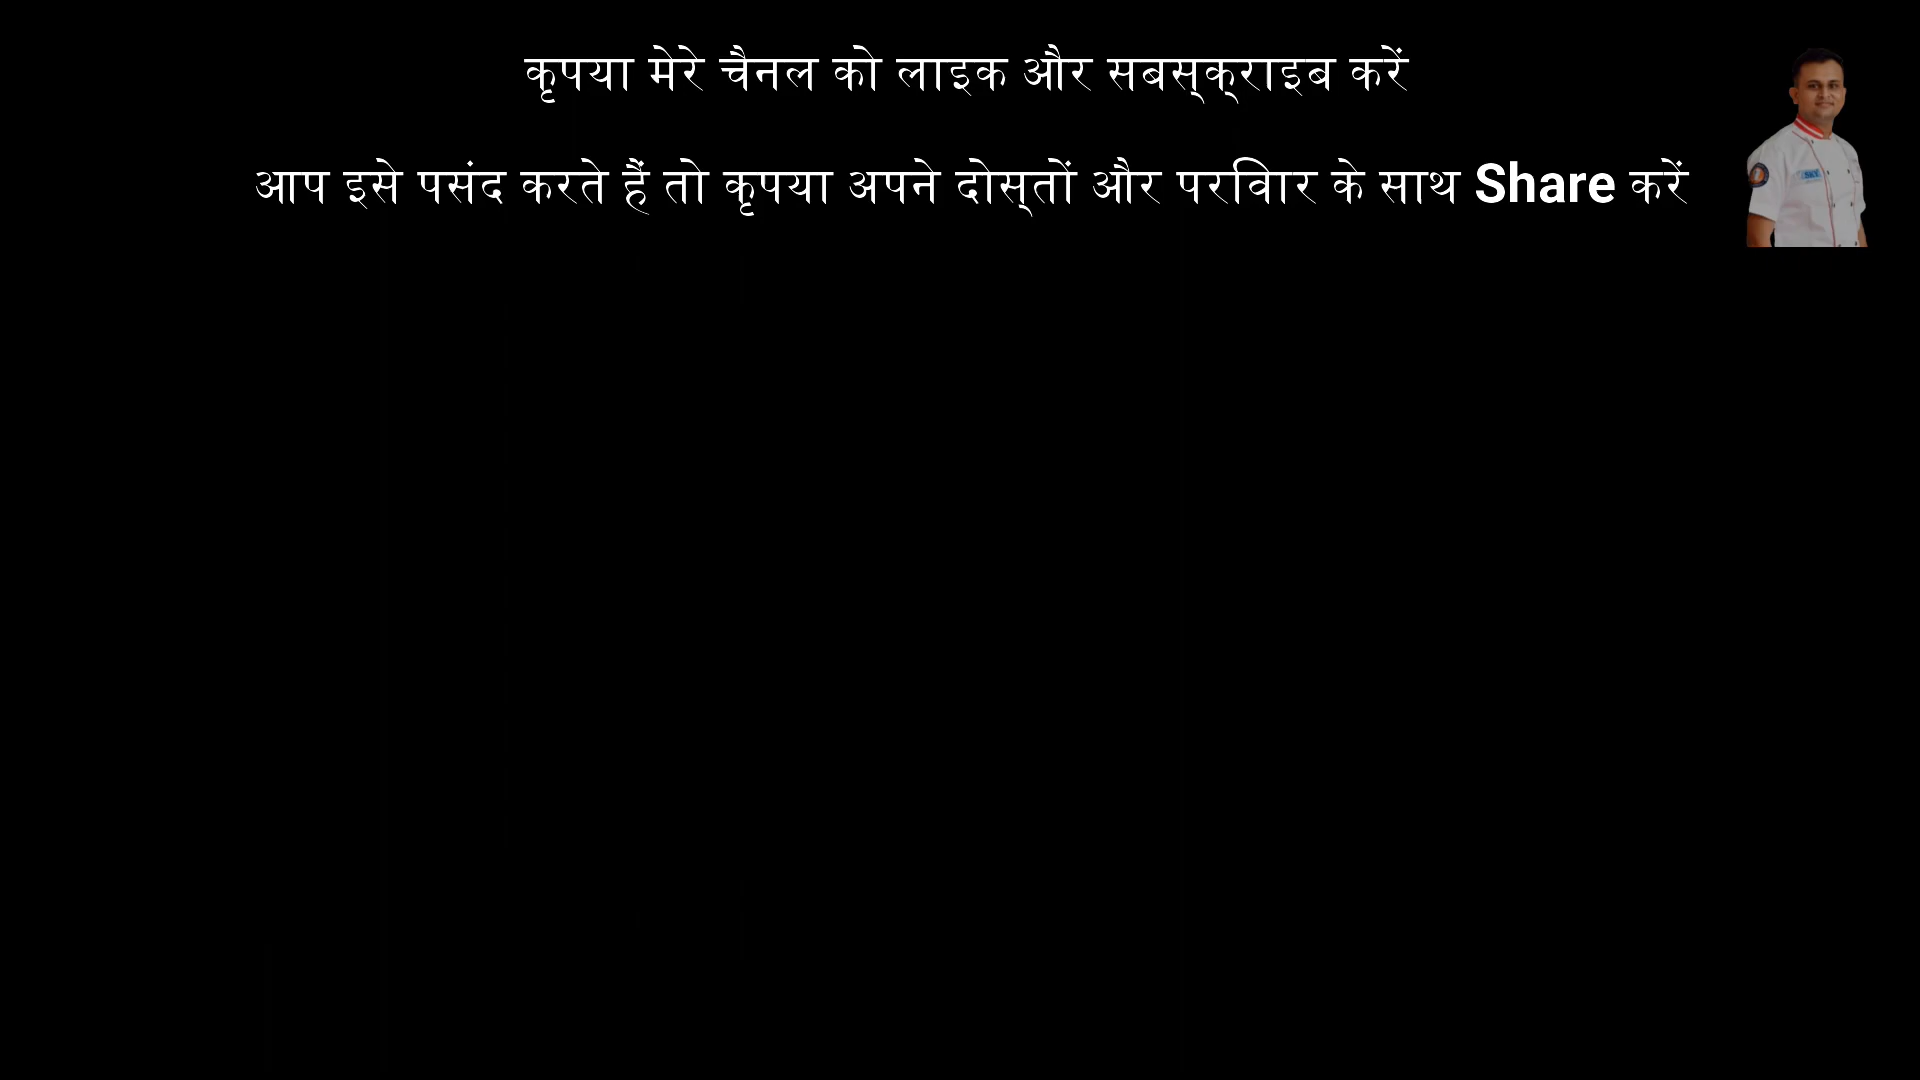 कृपया मेरे चैनल को लाइक और सबस्क्राइब करें
आप इसे पसंद करते हैं तो कृपया अपने दोस्तों और परिवार के साथ Share करें